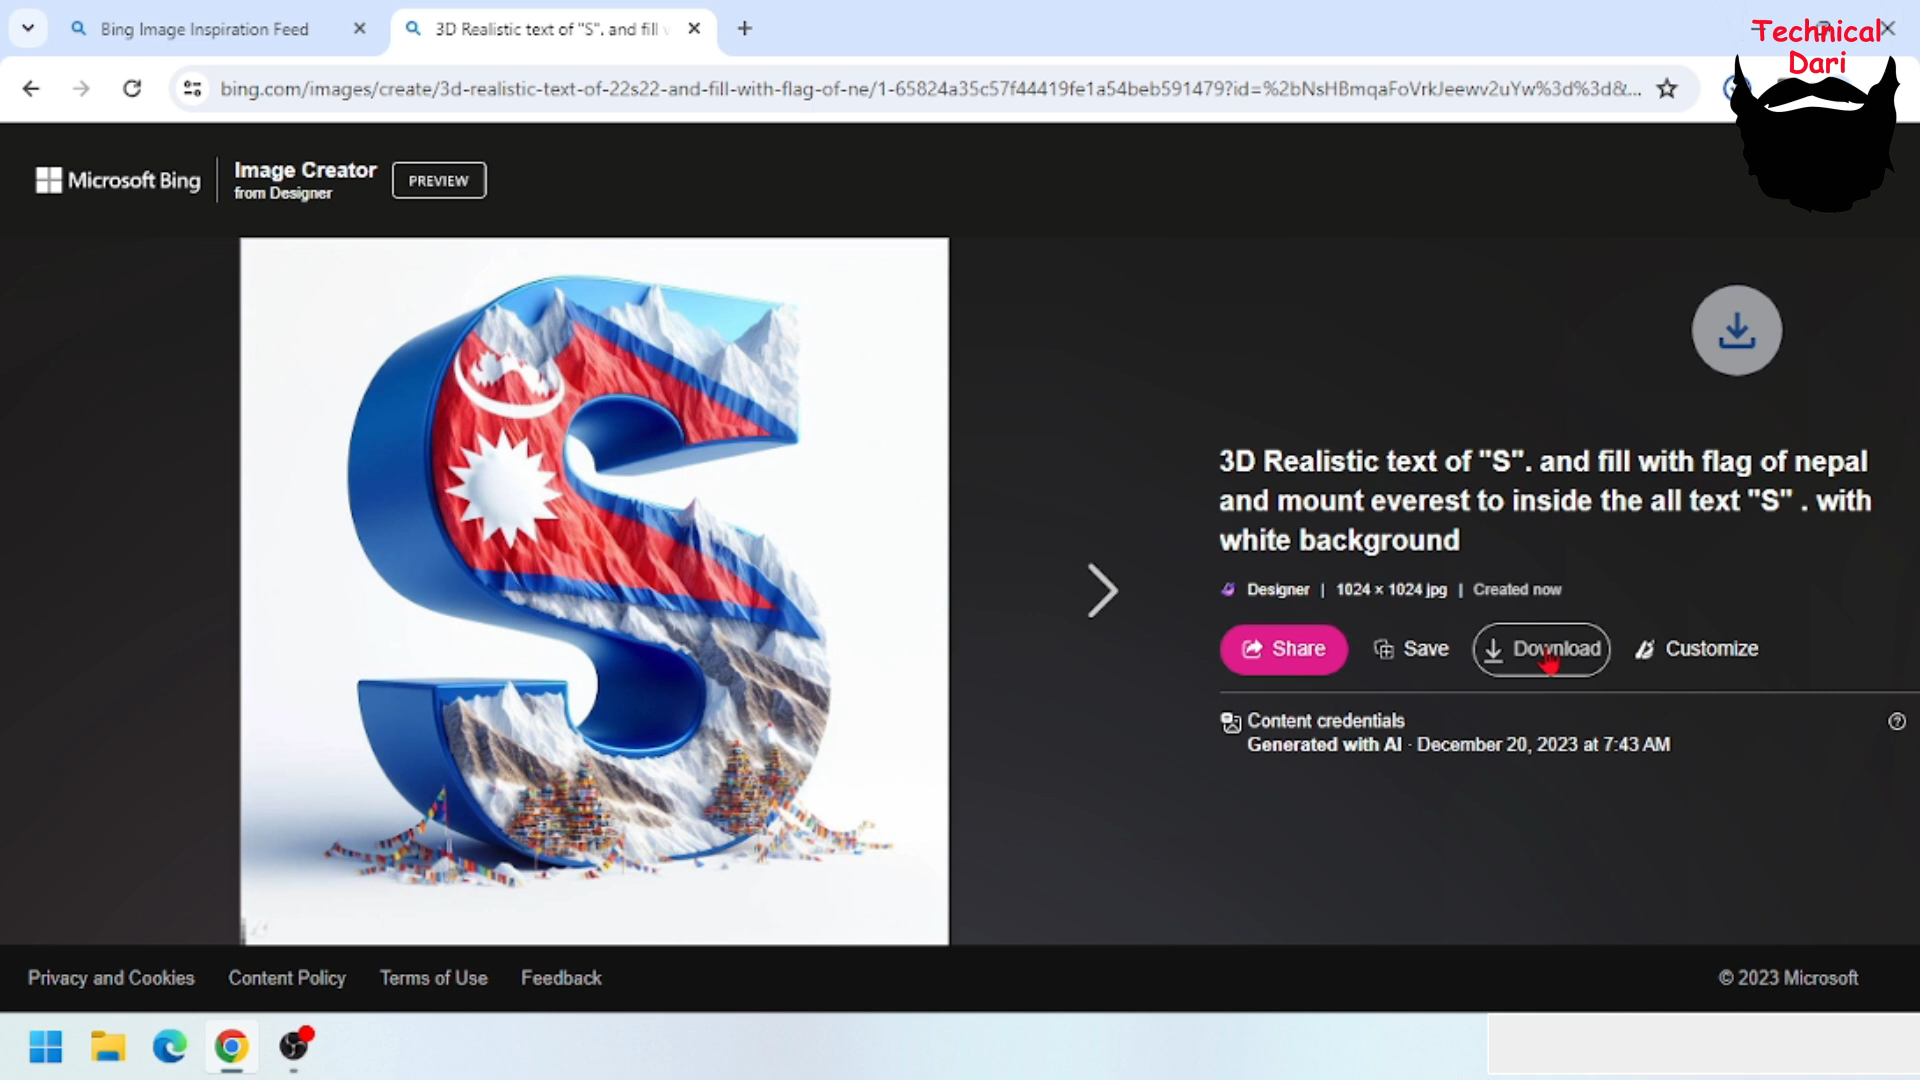 Bing Image Inspiration Feed
3D Realistic text of "S". and fill
Technical
Dari
bing.com/images/create/3d-realistic-text-of-22s22-and-fill-with-flag-of-ne/1-65824a35c57f44419fe1a54beb591479?id=%2bNsHBmqaFoVrkJeewv2uYw%3d%3d&...
Microsoft Bing
Image Creator
from Designer
PREVIEW
3D Realistic text of "S". and fill with flag of nepal
and mount everest to inside the all text "S" . with
white background
Designer | 1024 × 1024 jpg | Created now
Share
Save
Download
Customize
Content credentials
Generated with AI · December 20, 2023 at 7:43 AM
S
Privacy and Cookies
Content Policy
Terms of Use
Feedback
© 2023 Microsoft